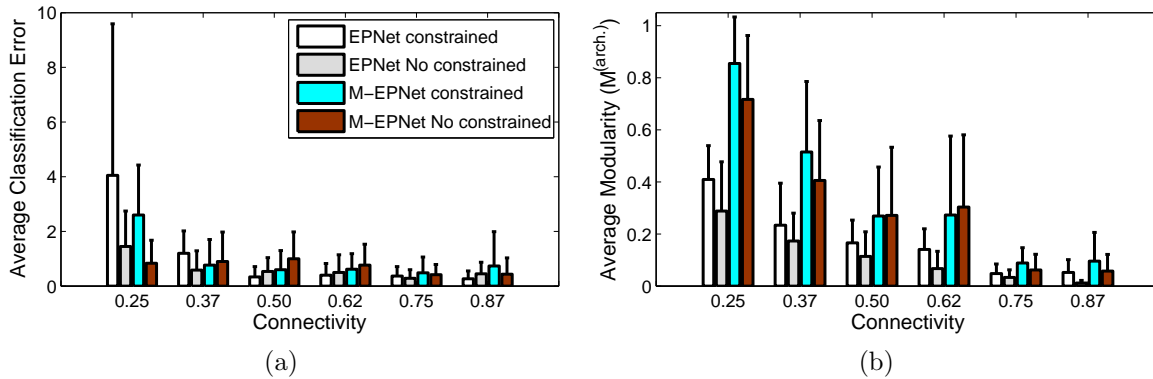 Average Classification Error
10
8
6
4
2
0
EPNet constrained
EPNet No constrained
M−EPNet constrained
M−EPNet No constrained
0.25 0.37 0.50 0.62 0.75 0.87
Connectivity
(a)
Average Modularity (M(arch.))
1
0.8
0.6
0.4
0.2
0
0.25 0.37 0.50 0.62 0.75 0.87
Connectivity
(b)